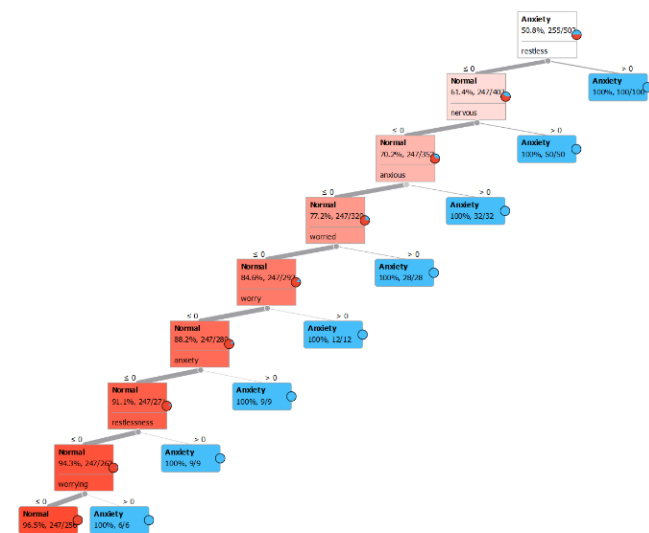 Anxiety
50.8%, 255/502
restless
≤ 0
> 0
Normal
61.4%, 247/402
nervous
Anxiety
100%, 100/100
≤ 0
> 0
Normal
70.2%, 247/352
anxious
Anxiety
100%, 50/50
≤ 0
> 0
Normal
77.2%, 247/320
worried
Anxiety
100%, 32/32
≤ 0
> 0
Normal
84.6%, 247/292
worry
Anxiety
100%, 28/28
≤ 0
> 0
Normal
88.2%, 247/280
anxiety
Anxiety
100%, 12/12
≤ 0
> 0
Normal
91.1%, 247/271
restlessness
Anxiety
100%, 9/9
≤ 0
> 0
Normal
94.3%, 247/262
worrying
Anxiety
100%, 9/9
≤ 0
> 0
Normal
96.5%, 247/256
Anxiety
100%, 6/6